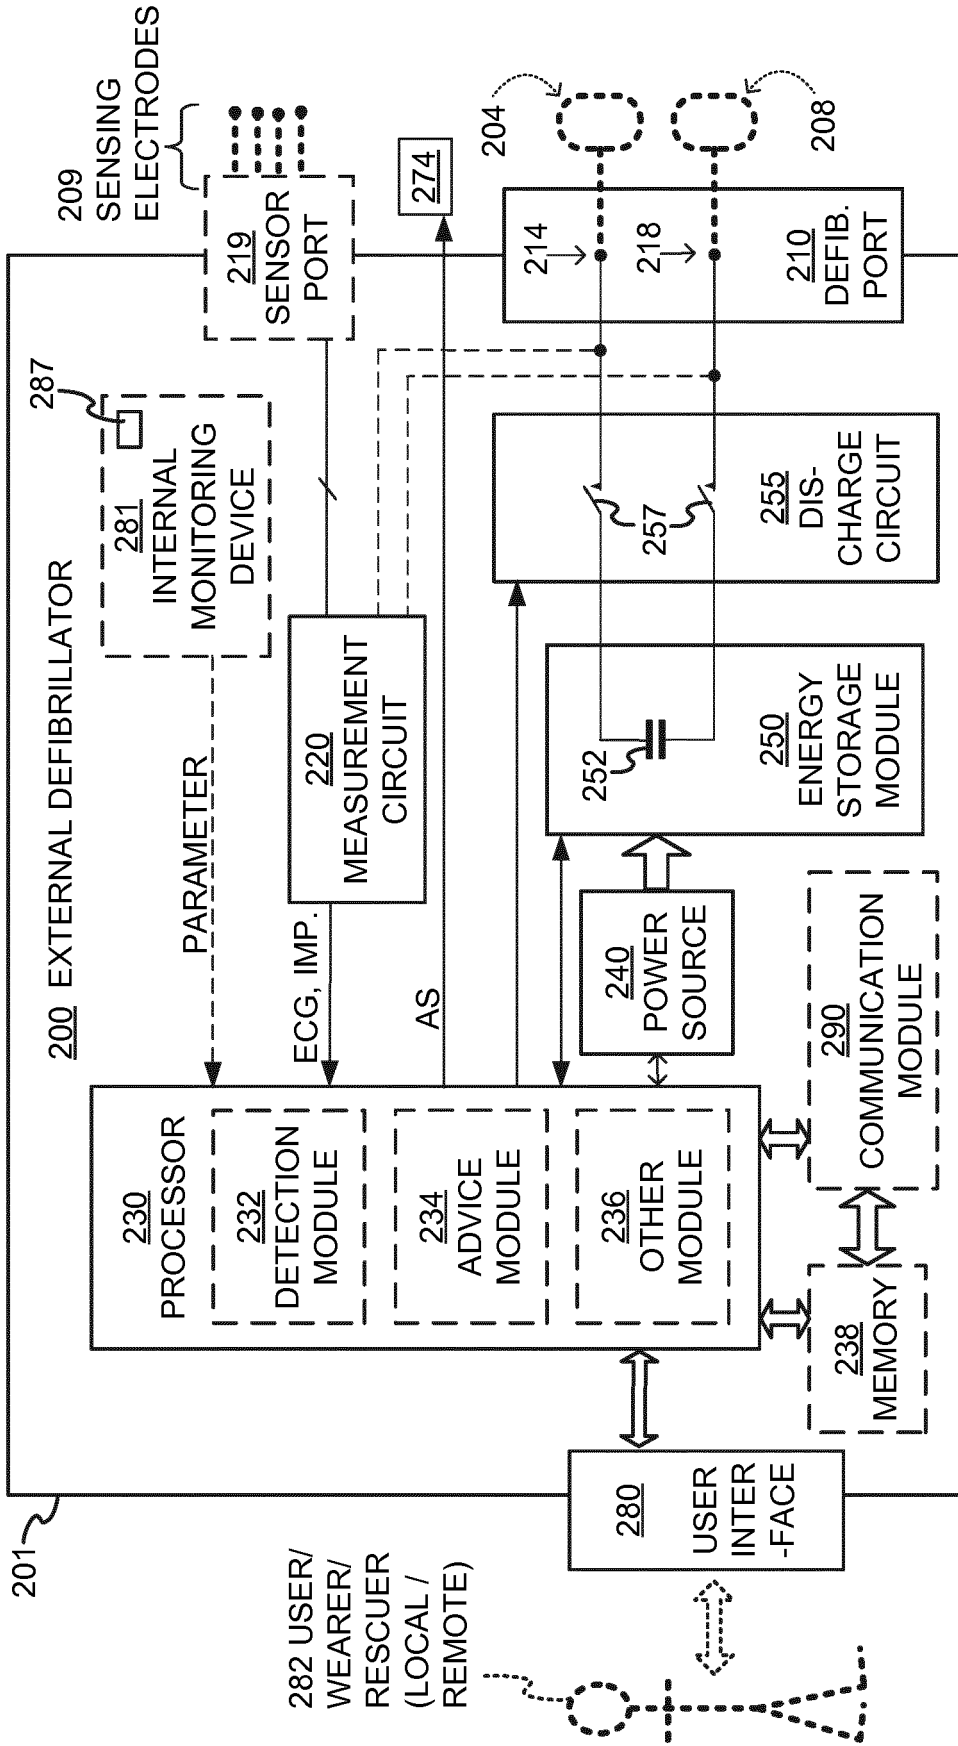 200 EXTERNAL DEFIBRILLATOR
201
282 USER/
WEARER/
RESCUER
(LOCAL /
REMOTE)
280
USER
INTER
-FACE
230
PROCESSOR
232
DETECTION
MODULE
234
ADVICE
MODULE
236
OTHER
MODULE
238
MEMORY
290
COMMUNICATION
MODULE
PARAMETER
ECG, IMP.
AS
220
MEASUREMENT
CIRCUIT
240
POWER
SOURCE
250
ENERGY
STORAGE
MODULE
252
281
INTERNAL
MONITORING
DEVICE
287
255
DIS-
CHARGE
CIRCUIT
257
209
SENSING
ELECTRODES
219
SENSOR
PORT
274
214
218
210
DEFIB.
PORT
204
208